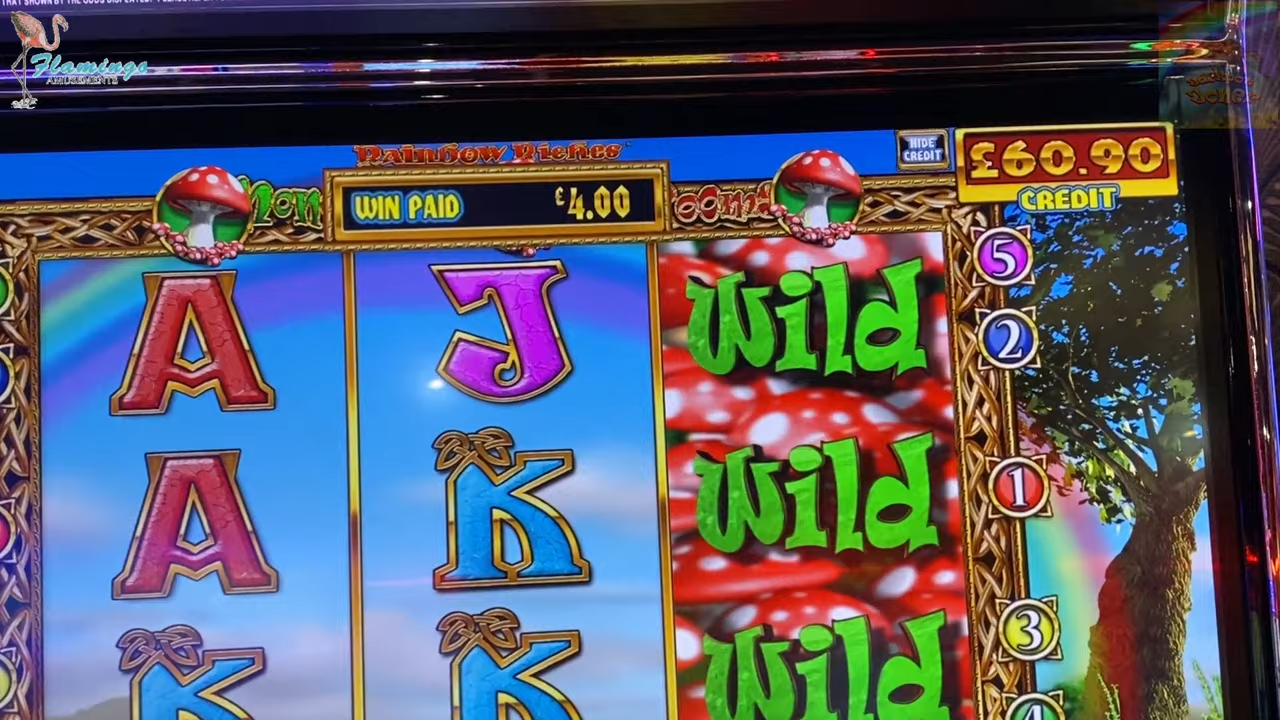 Flamingo
AMUSEMENTS
Rainbow Riches
HIDE
CREDIT
£60.90
CREDIT
WIN PAID £4.00
A J Wild
A K Wild
K K Wild
5
2
1
3
4